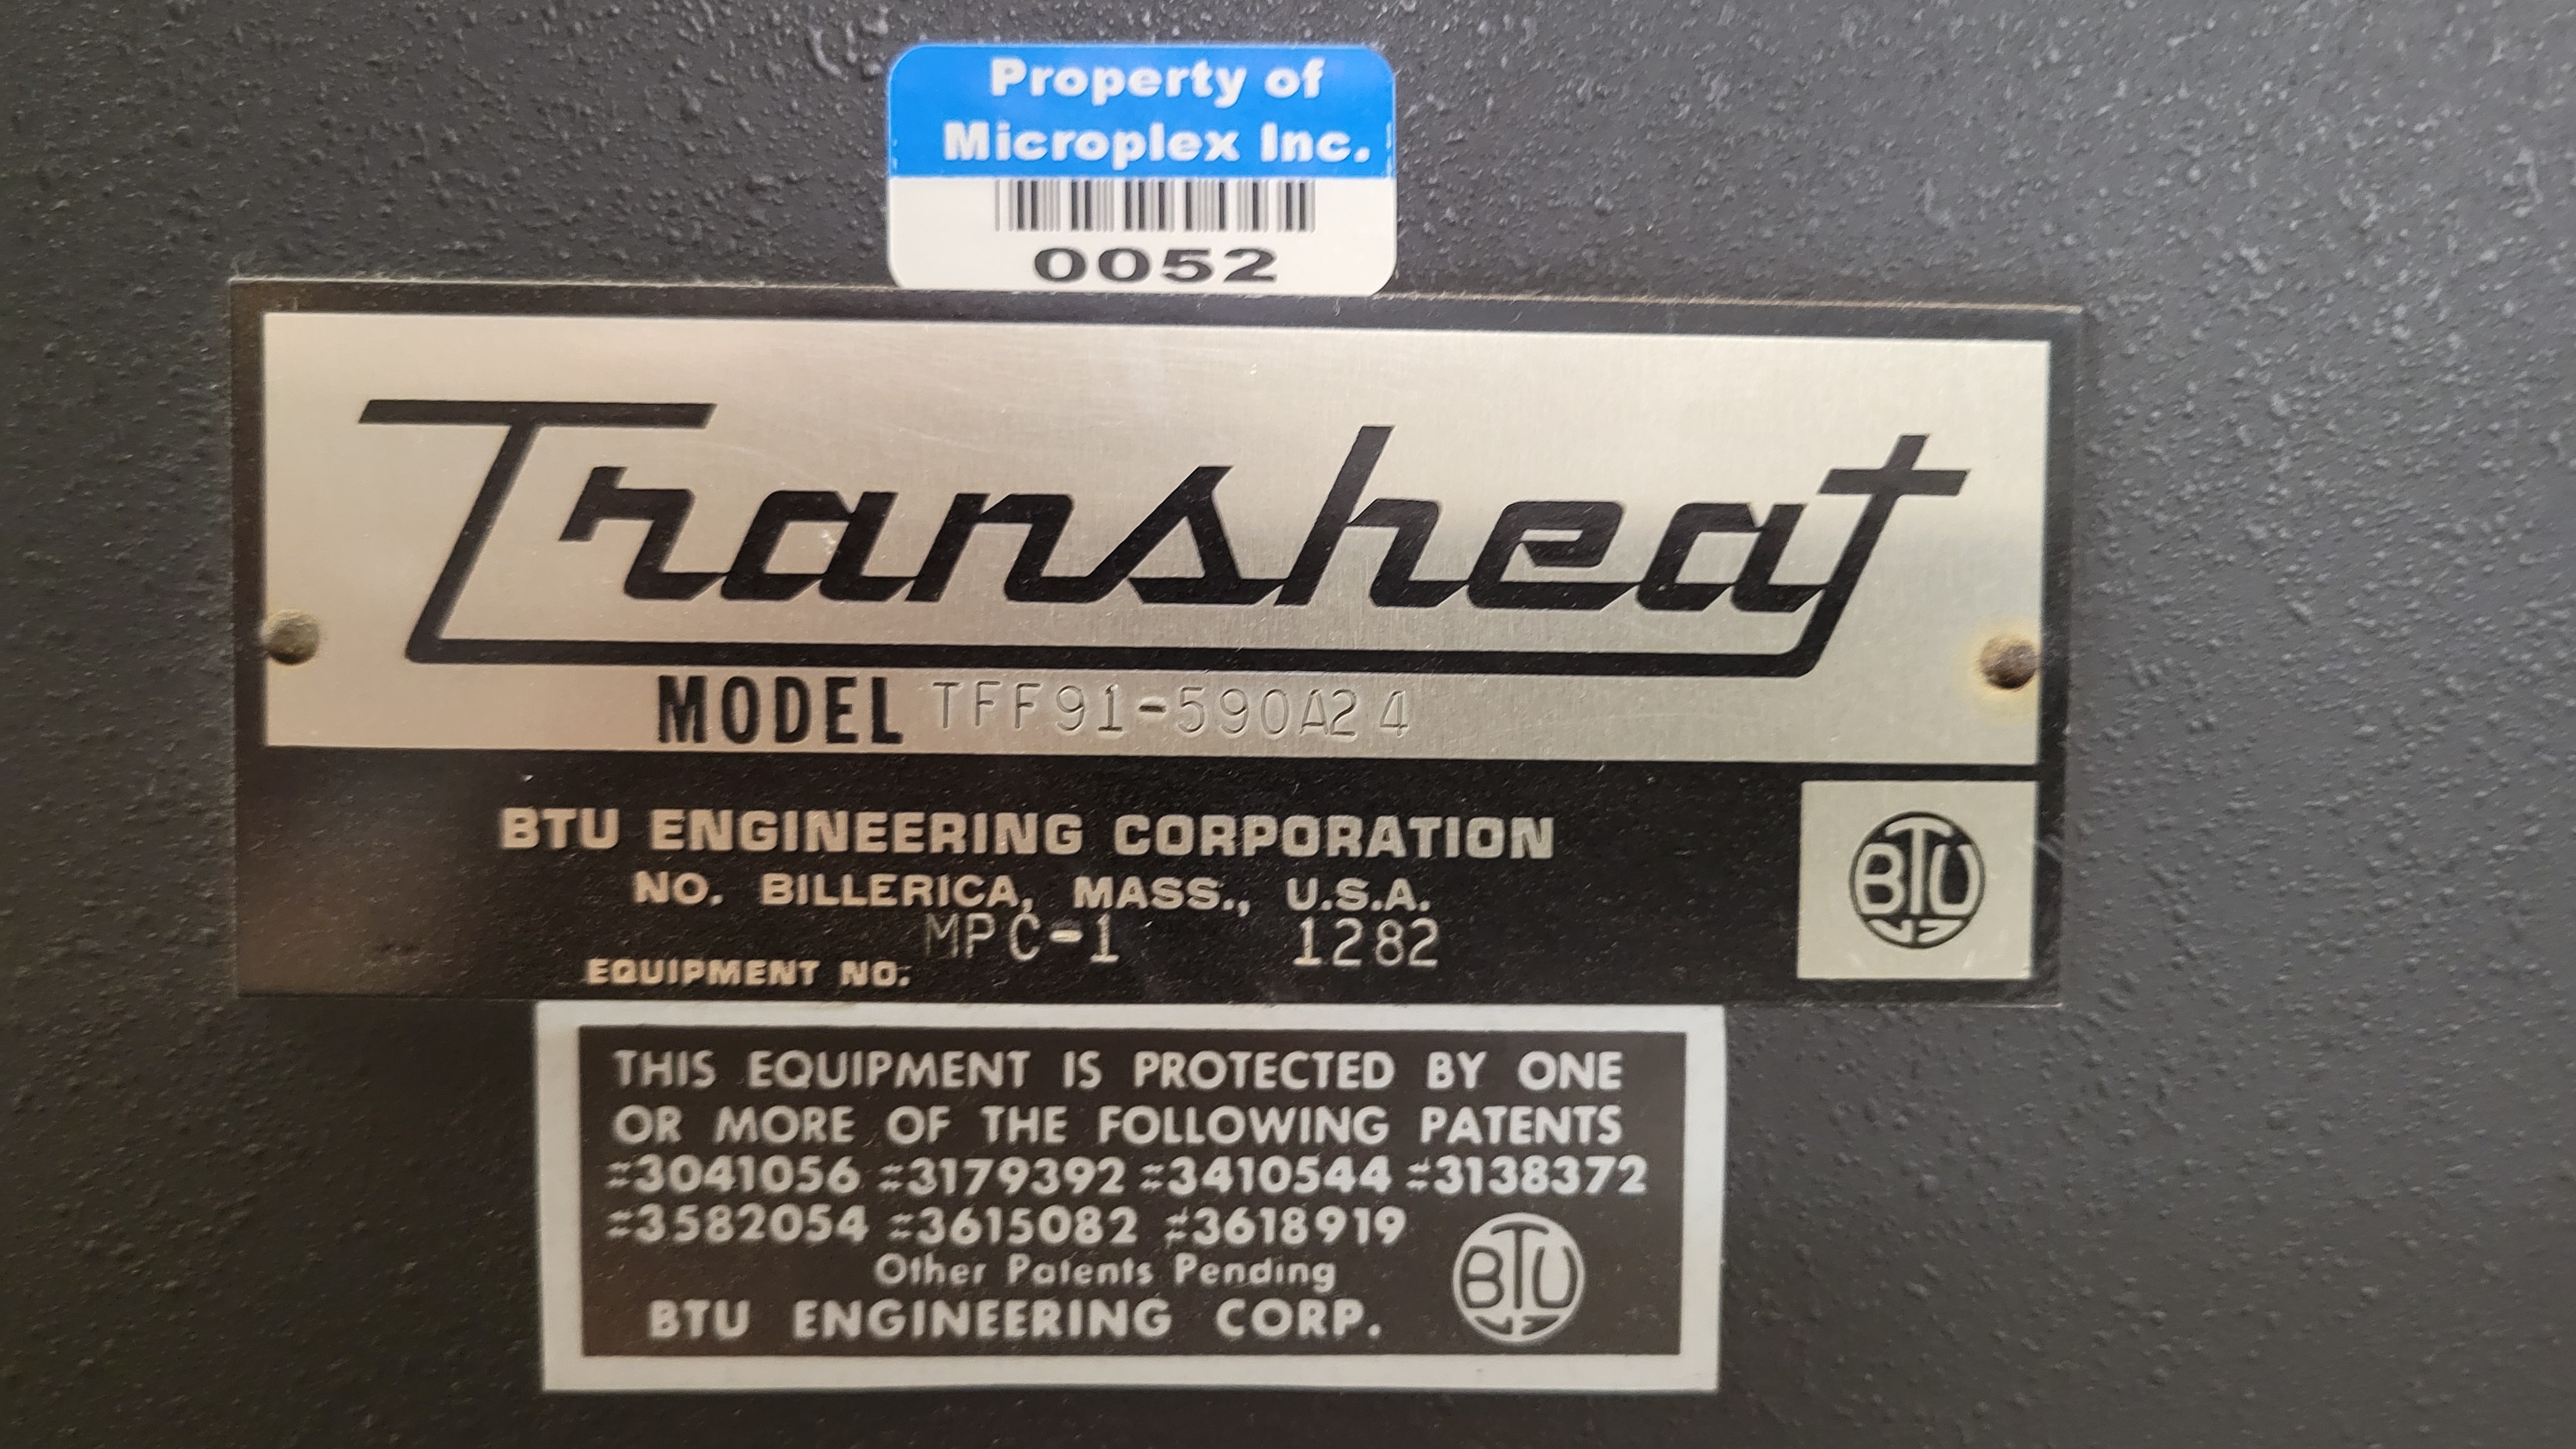 Property of
Microplex Inc.
0052
Transheat
MODEL TFF91-590A24
BTU ENGINEERING CORPORATION
NO. BILLERICA, MASS., U.S.A.
MPC-1 1282
EQUIPMENT NO.
BTU
THIS EQUIPMENT IS PROTECTED BY ONE
OR MORE OF THE FOLLOWING PATENTS
#3041056 #3179392 #3410544 #3138372
#3582054 #3615082 #3618919
Other Patents Pending
BTU ENGINEERING CORP.
BTU